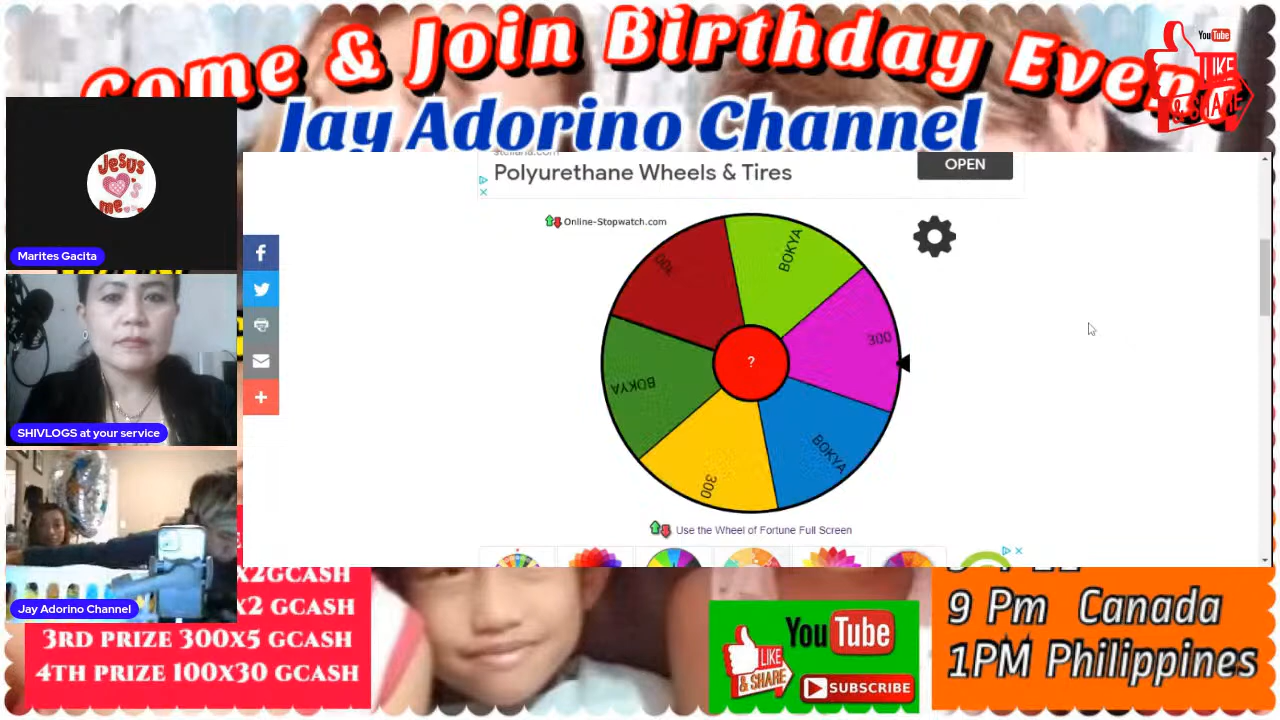 Come & Join Birthday Even
Jay Adorino Channel
YouTube
LIKE
& SHARE
Jesus
's
me
Marites Gacita
SHIVLOGS at your service
Jay Adorino Channel
Polyurethane Wheels & Tires
OPEN
Online-Stopwatch.com
BOKYA
300
BOKYA
300
BOKYA
?
Use the Wheel of Fortune Full Screen
X2GCASH
X2 GCASH
3RD PRIZE 300X5 GCASH
4TH PRIZE 100X30 GCASH
YouTube
LIKE
& SHARE
SUBSCRIBE
9 Pm Canada
1PM Philippines